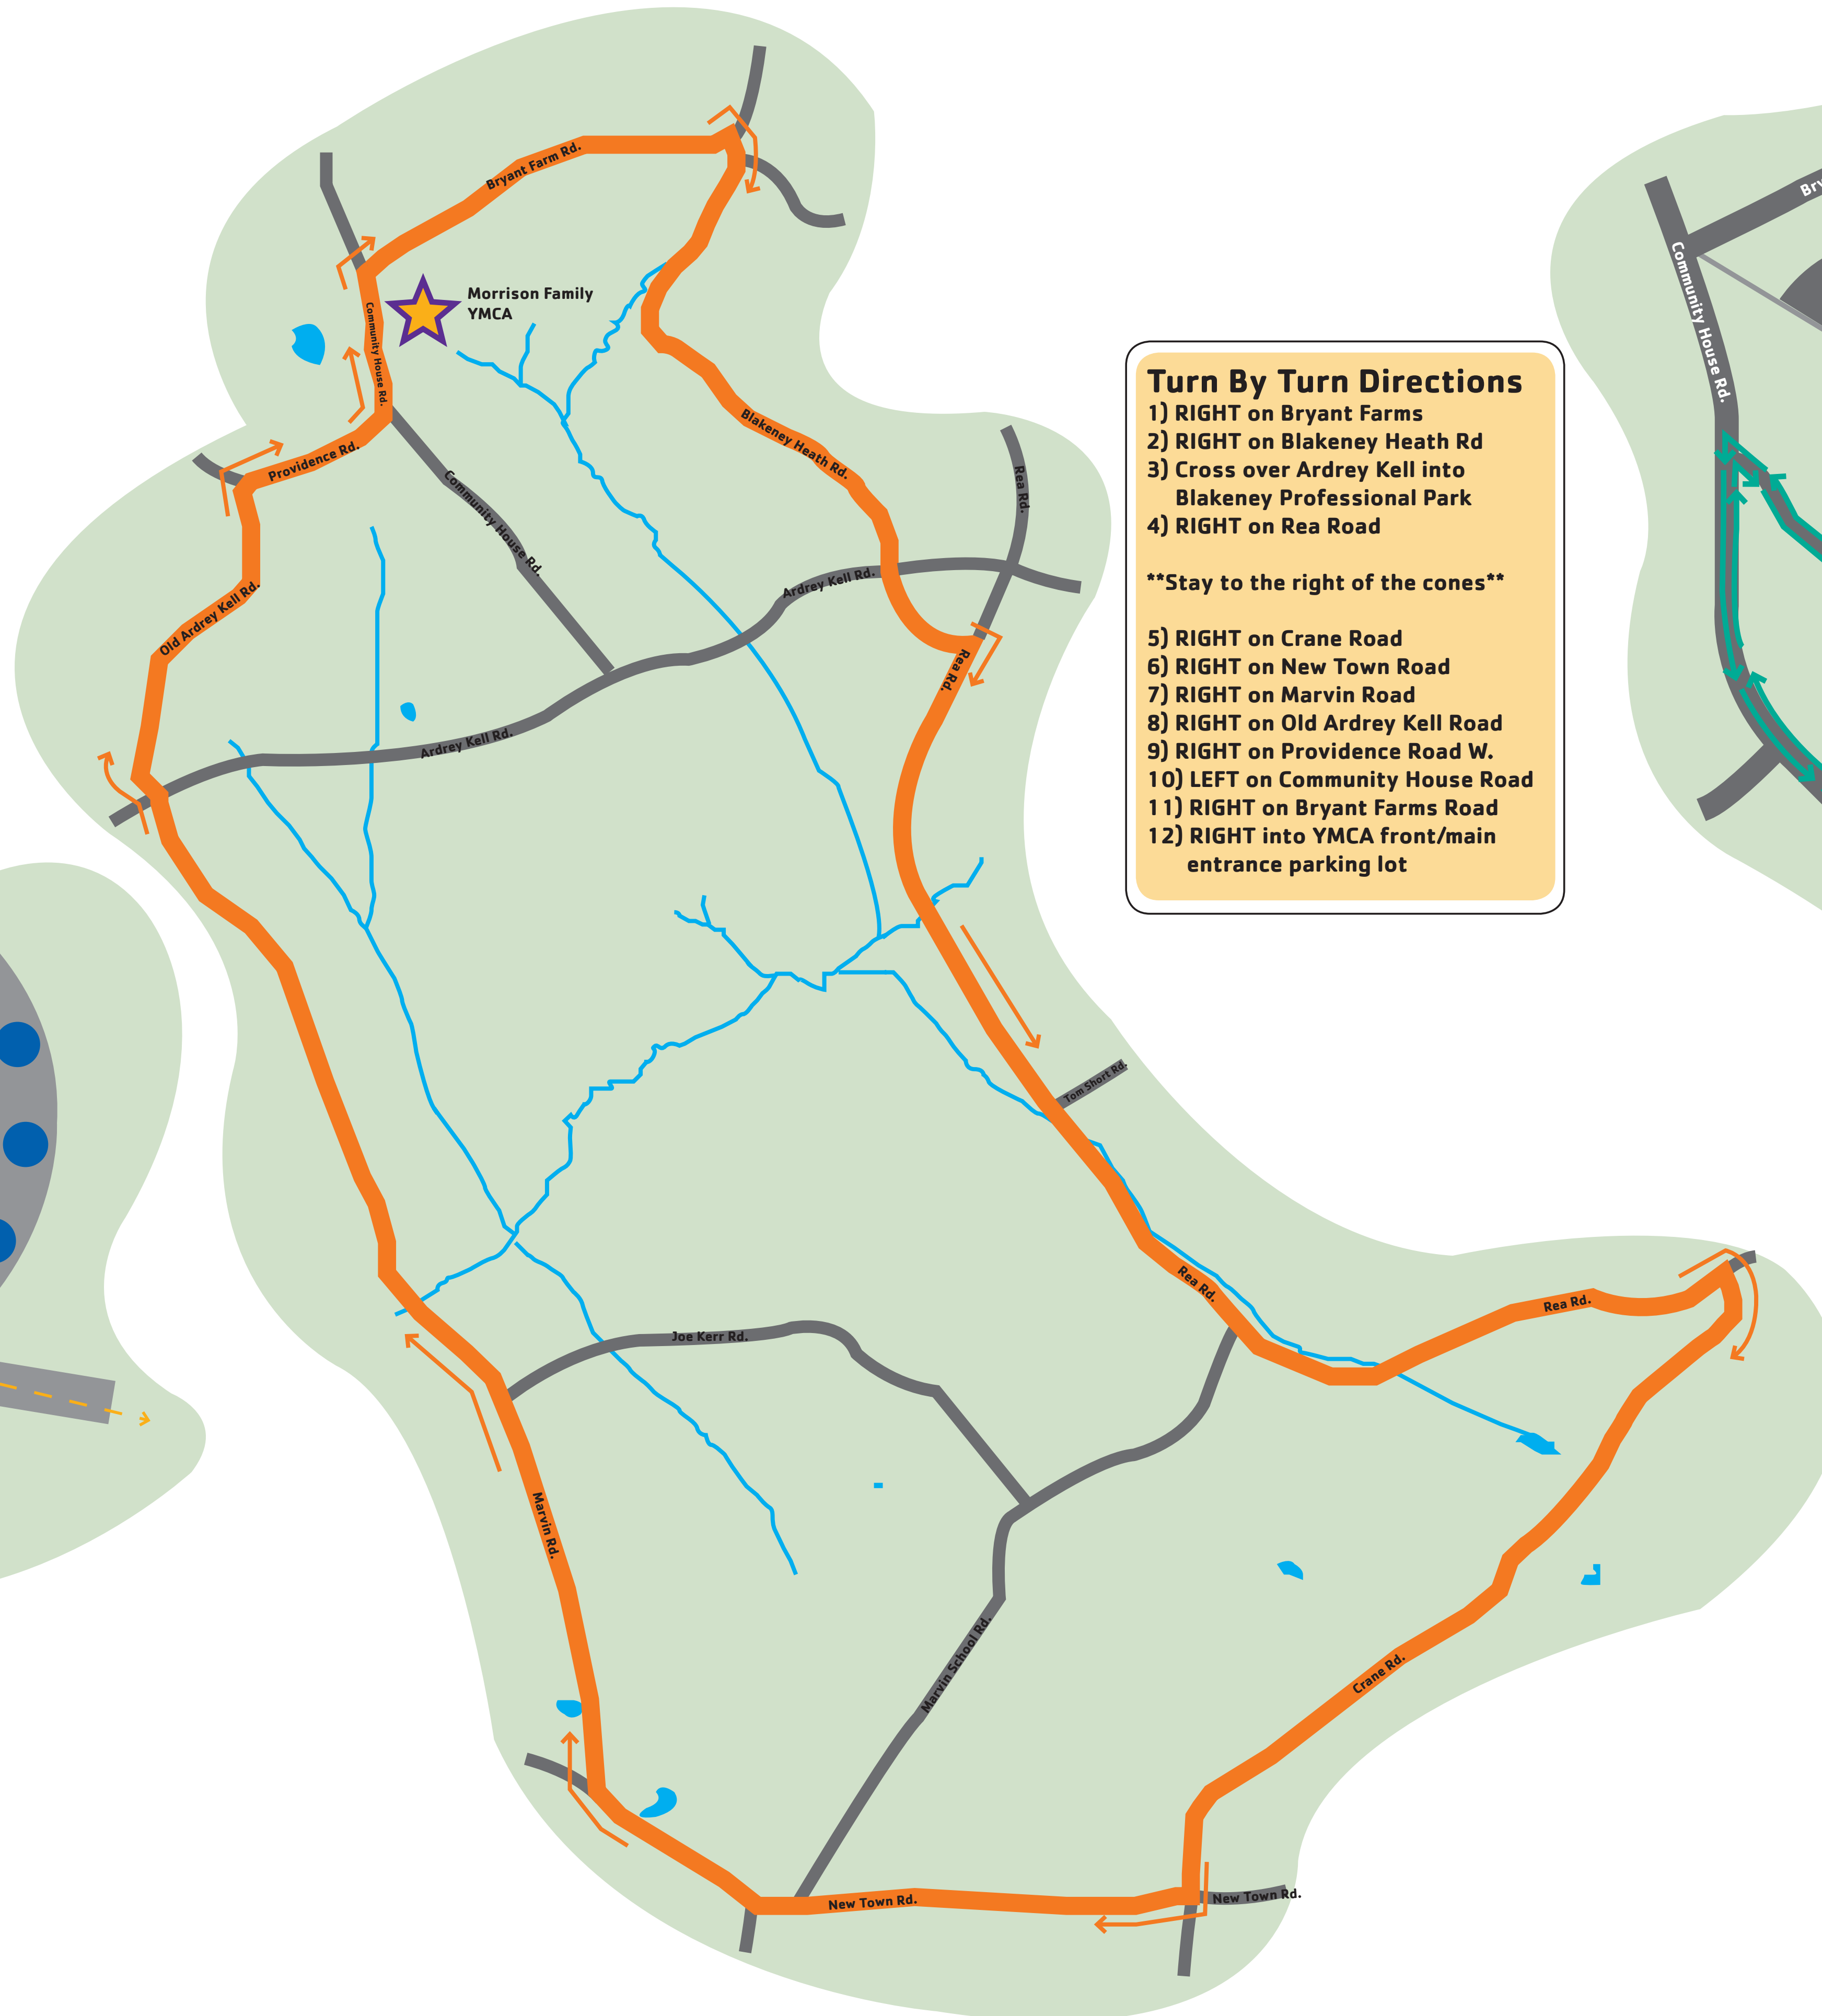 Bryant Farm Rd.
Morrison Family
YMCA
Community House Rd.
Providence Rd.
Blakeney Heath Rd.
Community House Rd.
Rea Rd.
Ardrey Kell Rd.
Old Ardrey Kell Rd.
Rea Rd.
Ardrey Kell Rd.
Turn By Turn Directions
1) RIGHT on Bryant Farms
2) RIGHT on Blakeney Heath Rd
3) Cross over Ardrey Kell into
Blakeney Professional Park
4) RIGHT on Rea Road
**Stay to the right of the cones**
5) RIGHT on Crane Road
6) RIGHT on New Town Road
7) RIGHT on Marvin Road
8) RIGHT on Old Ardrey Kell Road
9) RIGHT on Providence Road W.
10) LEFT on Community House Road
11) RIGHT on Bryant Farms Road
12) RIGHT into YMCA front/main
entrance parking lot
Bry
Community House Rd.
Tom Short Rd.
Rea Rd.
Rea Rd.
Joe Kerr Rd.
Marvin Rd.
Marvin School Rd.
Crane Rd.
New Town Rd.
New Town Rd.